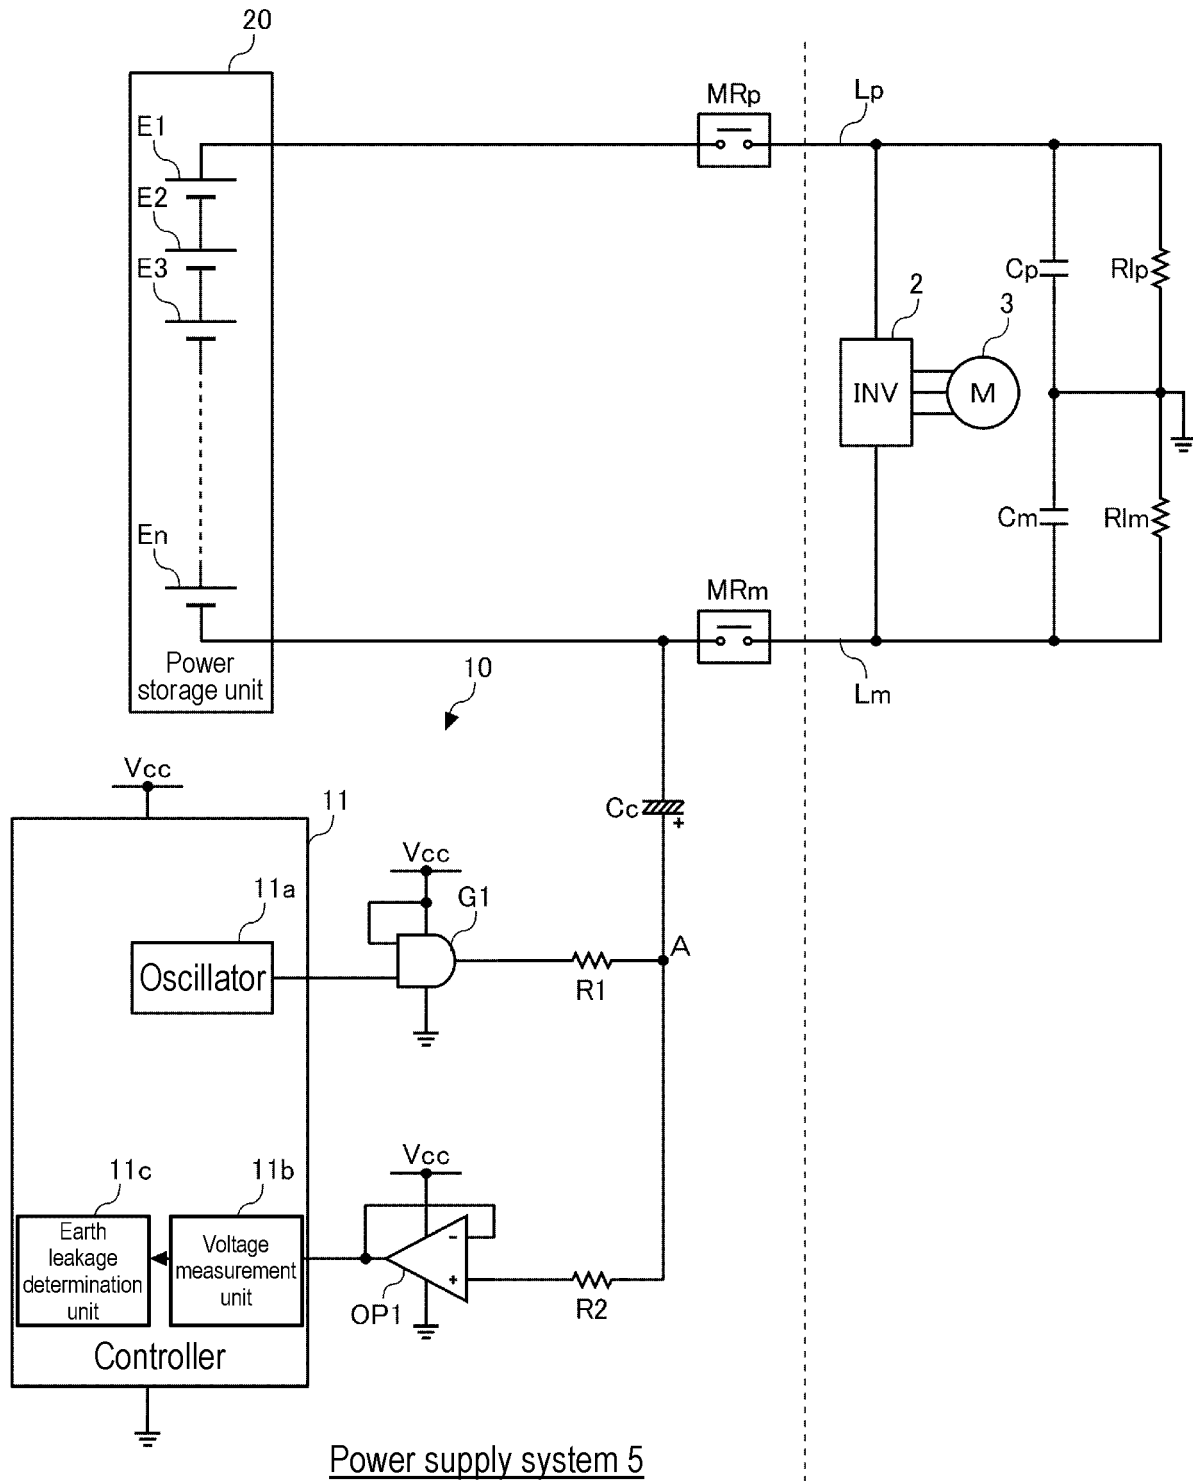 20
MRp
Lp
E1
E2
E3
Cp
RIp
2
3
INV
M
En
Cm
RIm
MRm
Power
storage unit
10
Lm
Vcc
11
Cc
+
Vcc
11a
G1
A
Oscillator
R1
Vcc
11c
11b
Earth
leakage
determination
unit
Voltage
measurement
unit
-
+
OP1
R2
Controller
Power supply system 5